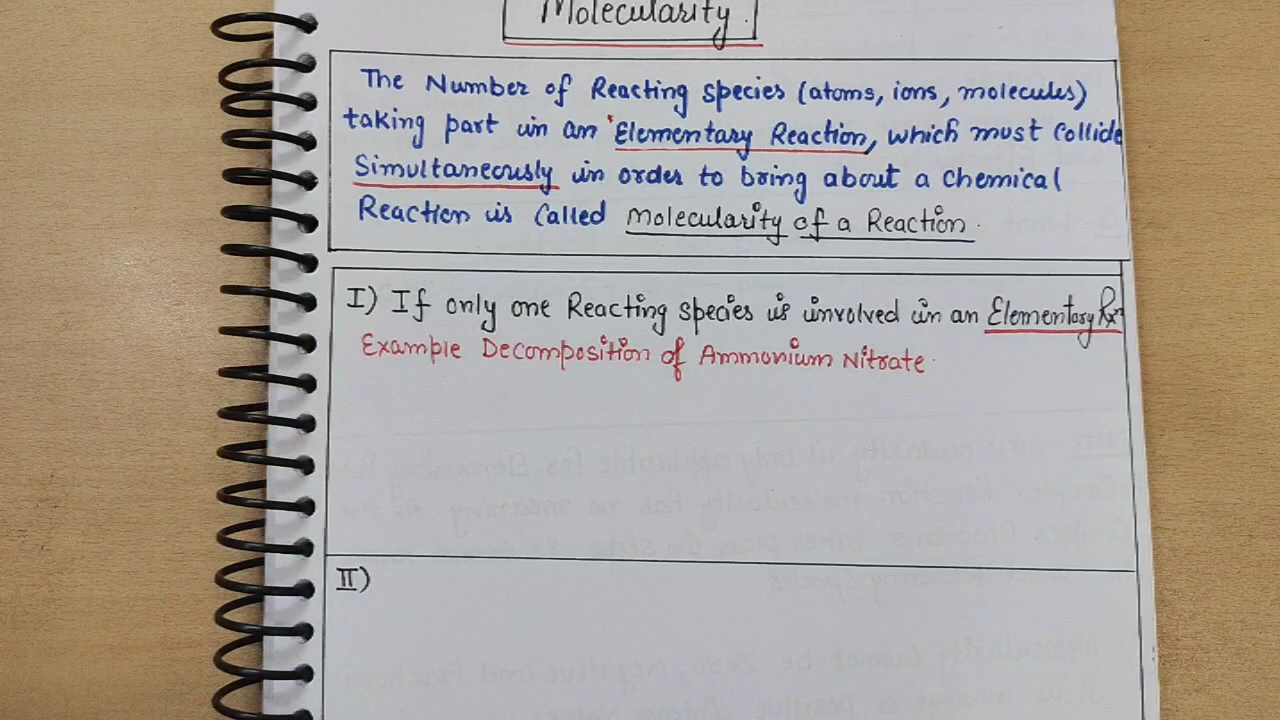 Molecularity.
The Number of Reacting species (atoms, ions, molecules)
taking part in an Elementary Reaction, which must collide
Simultaneously in order to bring about a chemical
Reaction is called molecularity of a Reaction.
I) If only one Reacting species is involved in an Elementary Rxn
Example Decomposition of Ammonium Nitrate.
II)